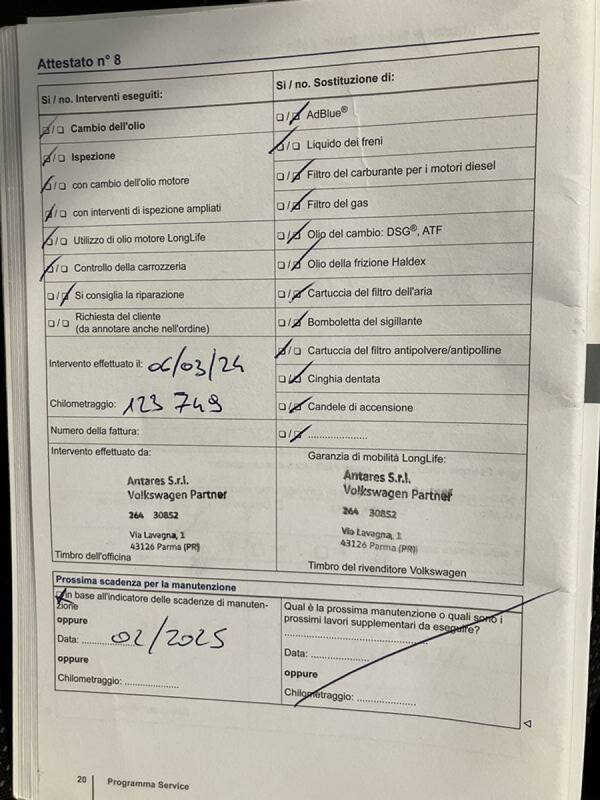 Attestato n° 8
Sì / no. Interventi eseguiti:
❏/❏ Cambio dell'olio
❏/❏ Ispezione
❏/❏ con cambio dell'olio motore
❏/❏ con interventi di ispezione ampliati
❏/❏ Utilizzo di olio motore LongLife
❏/❏ Controllo della carrozzeria
❏/❏ Si consiglia la riparazione
❏/❏ Richiesta del cliente
(da annotare anche nell'ordine)
Intervento effettuato il: 06/03/24
Chilometraggio: 123 749
Numero della fattura:
Sì / no. Sostituzione di:
❏/❏ AdBlue®
❏/❏ Liquido dei freni
❏/❏ Filtro del carburante per i motori diesel
❏/❏ Filtro del gas
❏/❏ Olio del cambio: DSG®, ATF
❏/❏ Olio della frizione Haldex
❏/❏ Cartuccia del filtro dell'aria
❏/❏ Bomboletta del sigillante
❏/❏ Cartuccia del filtro antipolvere/antipolline
❏/❏ Cinghia dentata
❏/❏ Candele di accensione
❏/❏ .....................
Intervento effettuato da:
Antares S.r.l.
Volkswagen Partner
264 30852
Via Lavagna, 1
43126 Parma (PR)
Timbro dell'officina
Garanzia di mobilità LongLife:
Antares S.r.l.
Volkswagen Partner
264 30852
Via Lavagna, 1
43126 Parma (PR)
Timbro del rivenditore Volkswagen
Prossima scadenza per la manutenzione
❏ in base all'indicatore delle scadenze di manuten-
zione
oppure
Data: .......... 02/2025
oppure
Chilometraggio: ...................
Qual è la prossima manutenzione o quali sono i
prossimi lavori supplementari da eseguire?
..................................................
Data: .....................
oppure
Chilometraggio: .....................
20 Programma Service